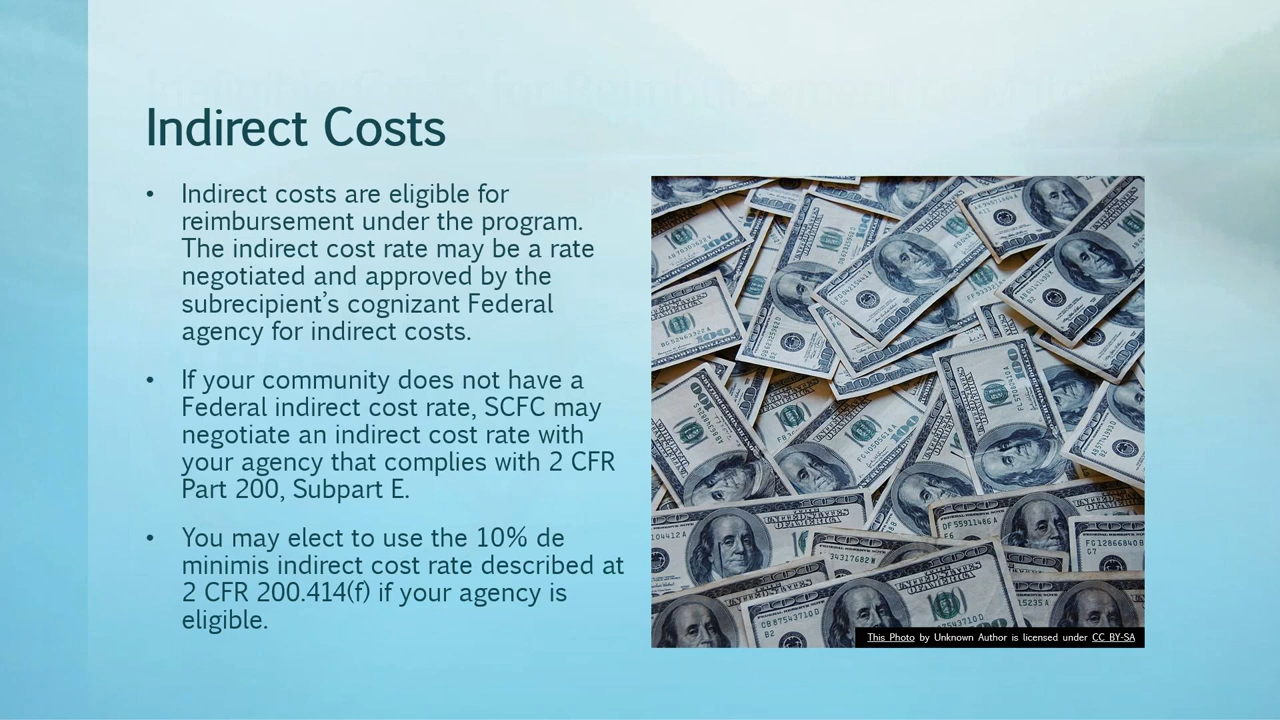 Indirect Costs
• Indirect costs are eligible for
reimbursement under the program.
The indirect cost rate may be a rate
negotiated and approved by the
subrecipient’s cognizant Federal
agency for indirect costs.
• If your community does not have a
Federal indirect cost rate, SCFC may
negotiate an indirect cost rate with
your agency that complies with 2 CFR
Part 200, Subpart E.
• You may elect to use the 10% de
minimis indirect cost rate described at
2 CFR 200.414(f) if your agency is
eligible.
This Photo by Unknown Author is licensed under CC BY-SA